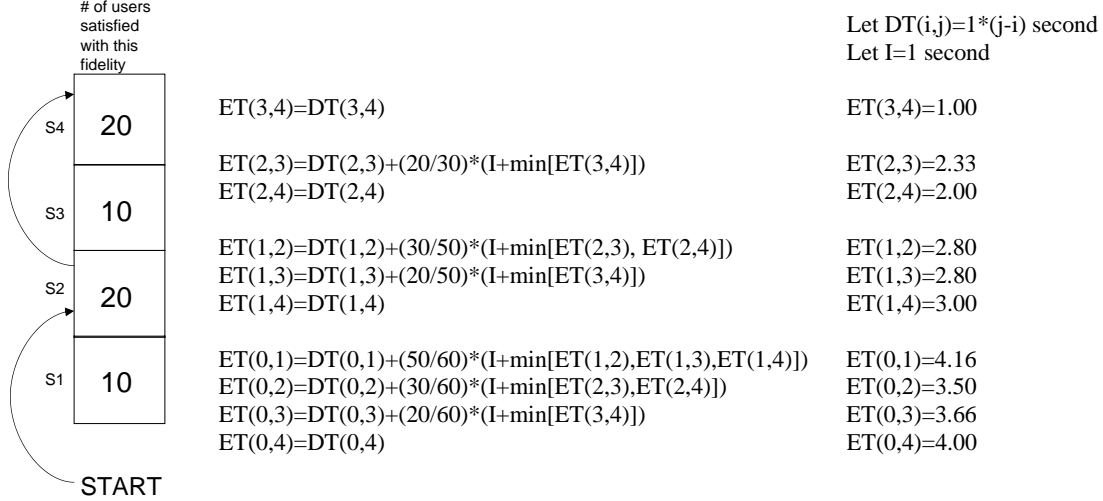 # of users
satisfied
with this
fidelity
Let DT(i,j)=1*(j-i) second
Let I=1 second
S4 20 ET(3,4)=DT(3,4) ET(3,4)=1.00
ET(2,3)=DT(2,3)+(20/30)*(I+min[ET(3,4)]) ET(2,3)=2.33
S3 10 ET(2,4)=DT(2,4) ET(2,4)=2.00
ET(1,2)=DT(1,2)+(30/50)*(I+min[ET(2,3), ET(2,4)]) ET(1,2)=2.80
S2 20 ET(1,3)=DT(1,3)+(20/50)*(I+min[ET(3,4)]) ET(1,3)=2.80
ET(1,4)=DT(1,4) ET(1,4)=3.00
ET(0,1)=DT(0,1)+(50/60)*(I+min[ET(1,2),ET(1,3),ET(1,4)]) ET(0,1)=4.16
S1 10 ET(0,2)=DT(0,2)+(30/60)*(I+min[ET(2,3),ET(2,4)]) ET(0,2)=3.50
ET(0,3)=DT(0,3)+(20/60)*(I+min[ET(3,4)]) ET(0,3)=3.66
ET(0,4)=DT(0,4) ET(0,4)=4.00
START